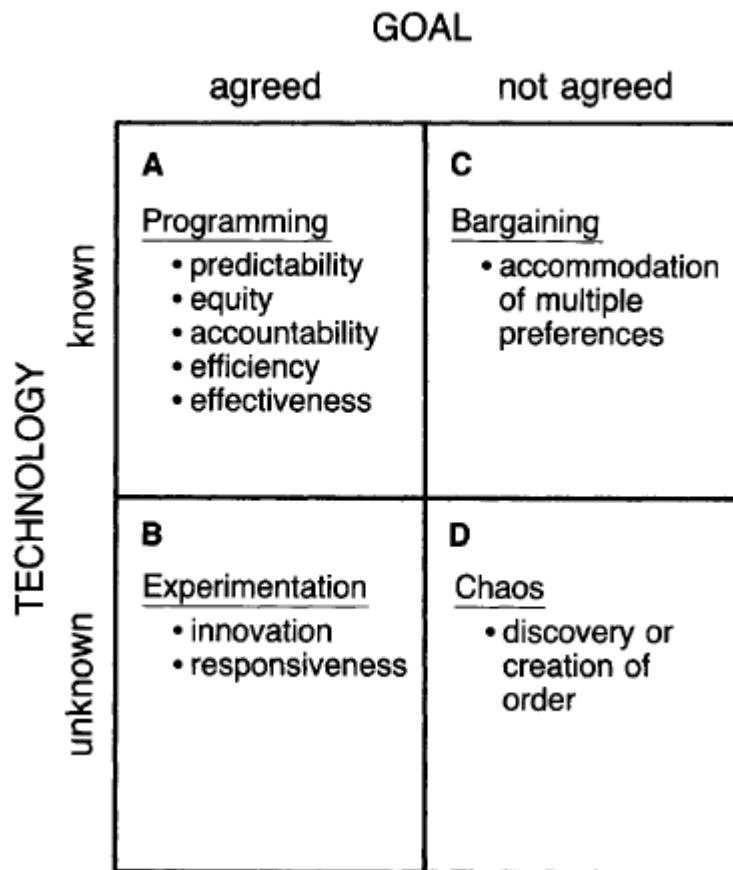 GOAL
agreed
not agreed
TECHNOLOGY
known
A
Programming
• predictability
• equity
• accountability
• efficiency
• effectiveness
C
Bargaining
• accommodation
of multiple
preferences
unknown
B
Experimentation
• innovation
• responsiveness
D
Chaos
• discovery or
creation of
order